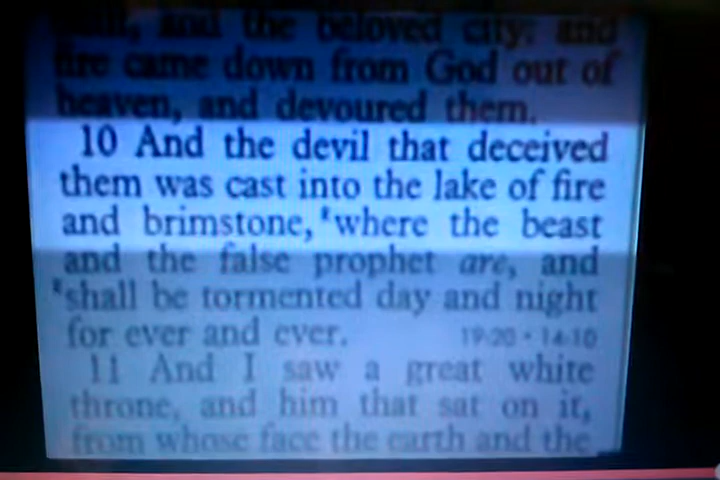 and the beloved city: and
fire came down from God out of
heaven, and devoured them.
10 And the devil that deceived
them was cast into the lake of fire
and brimstone, where the beast
and the false prophet are, and
shall be tormented day and night
for ever and ever. 19·20 · 14·10
11 And I saw a great white
throne, and him that sat on it,
from whose face the earth and the